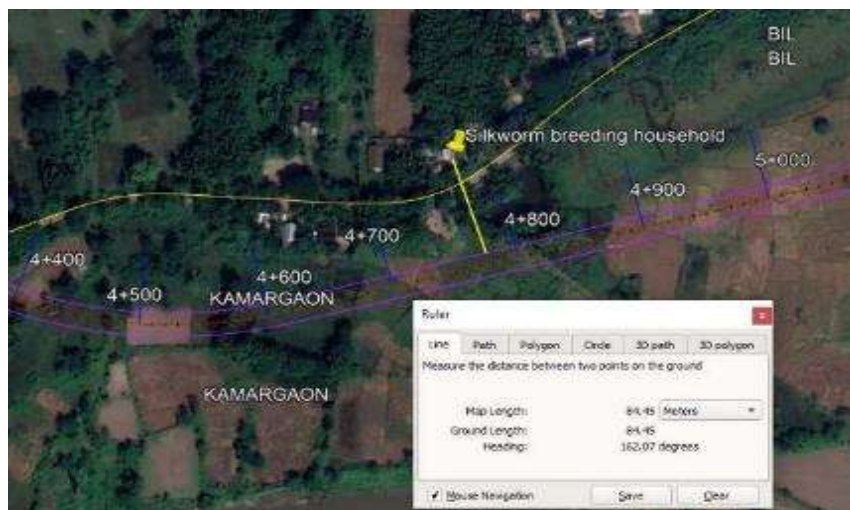 BIL
BIL
Silkworm breeding household
5+000
4+900
4+800
4+700
4+400
4+600
4+500
KAMARGAON
KAMARGAON
Ruler
Line Path Polygon Circle 3D path 3D polygon
Measure the distance between two points on the ground
Map Length: 84.45 Meters
Ground Length: 84.45
Heading: 162.07 degrees
Mouse Navigation Save Clear